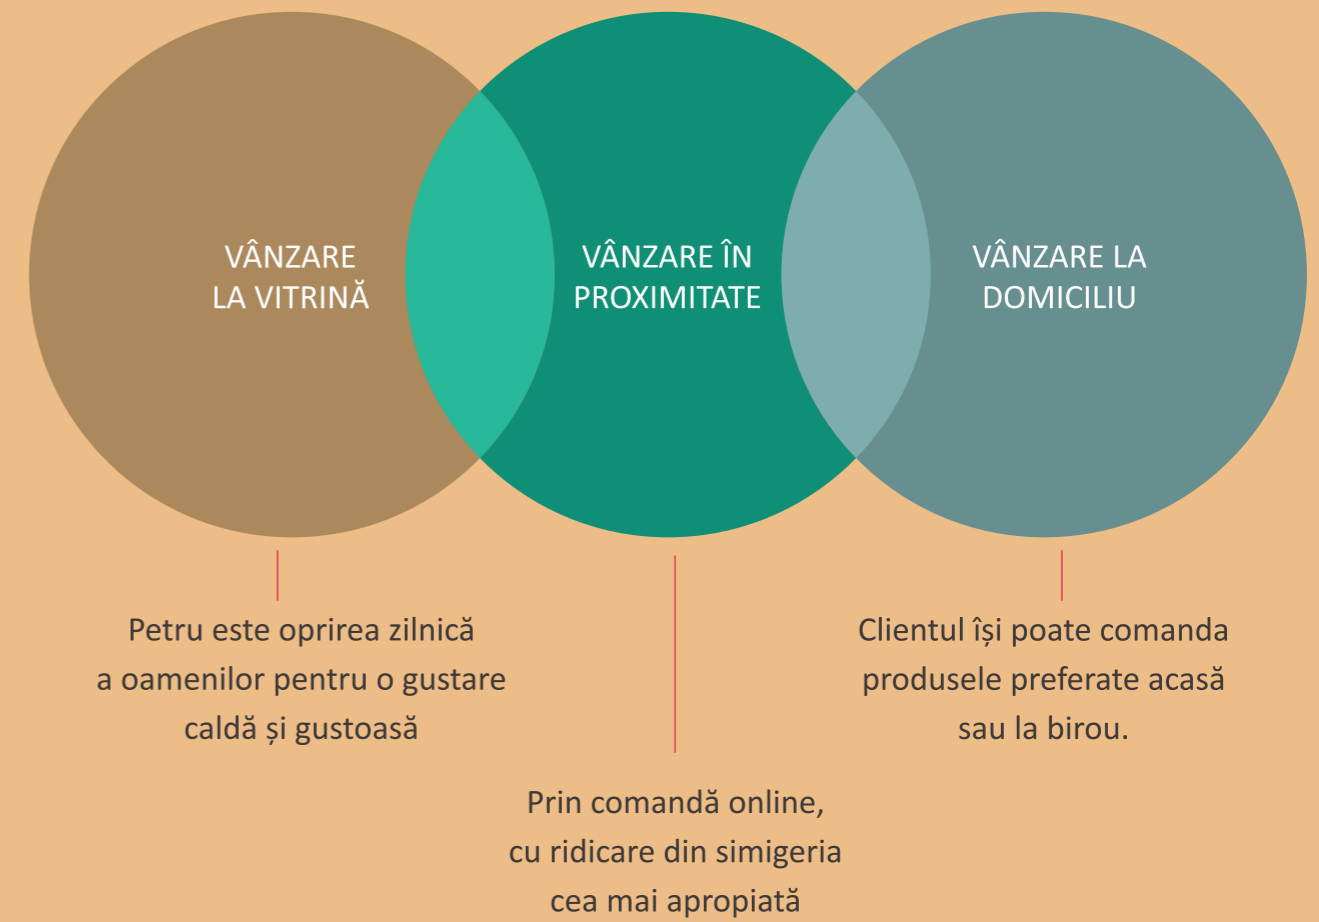 VÂNZARE
LA VITRINĂ
VÂNZARE ÎN
PROXIMITATE
VÂNZARE LA
DOMICILIU
Petru este oprirea zilnică
a oamenilor pentru o gustare
caldă și gustoasă
Prin comandă online,
cu ridicare din simigeria
cea mai apropiată
Clientul își poate comanda
produsele preferate acasă
sau la birou.